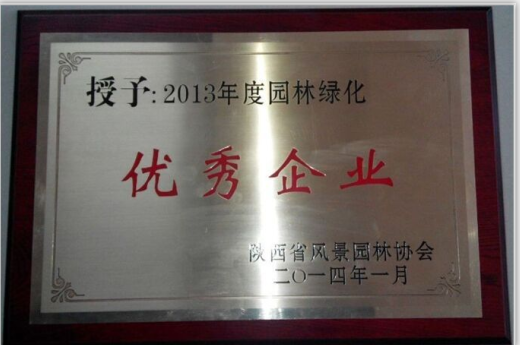 授予:2013年度园林绿化
优秀企业
陕西省风景园林协会
二〇一四年一月